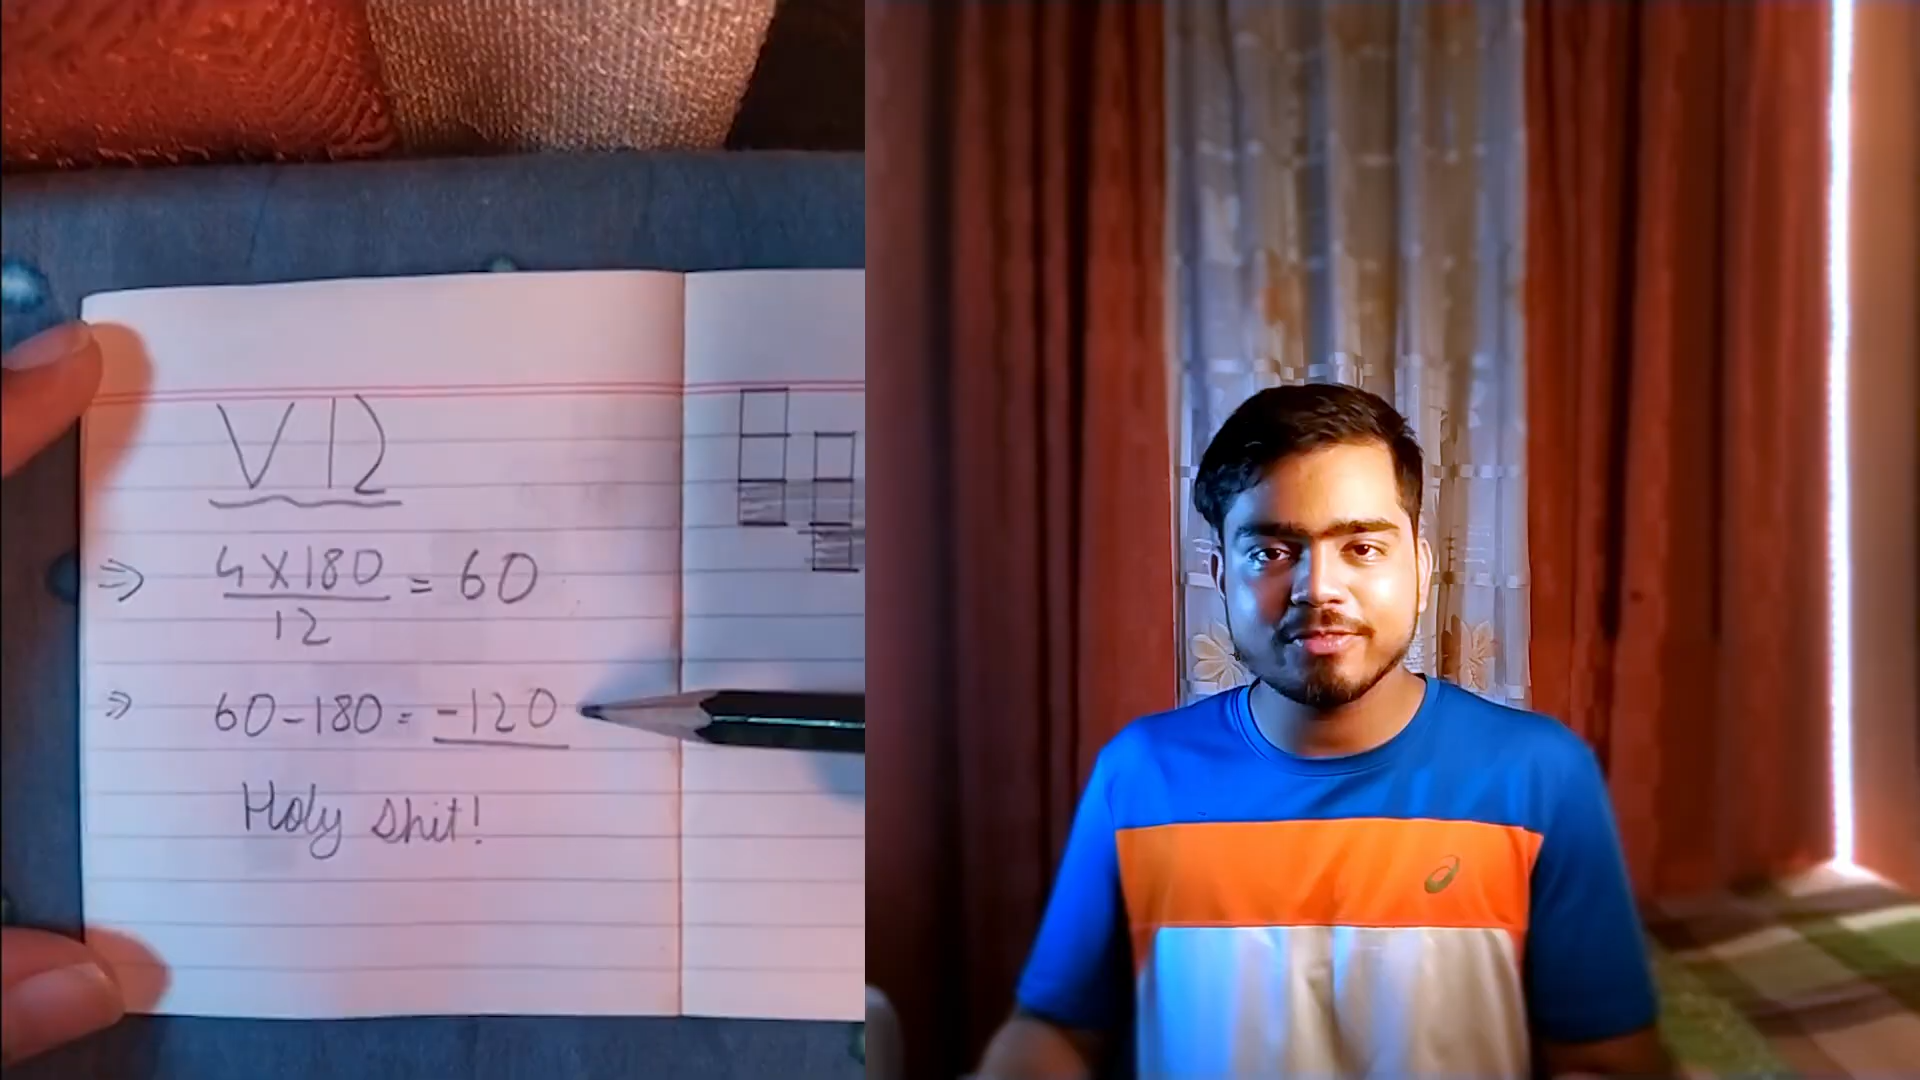 V12
⇒ 4 X 180 = 60
12
⇒ 60 - 180 = -120
Holy shit!